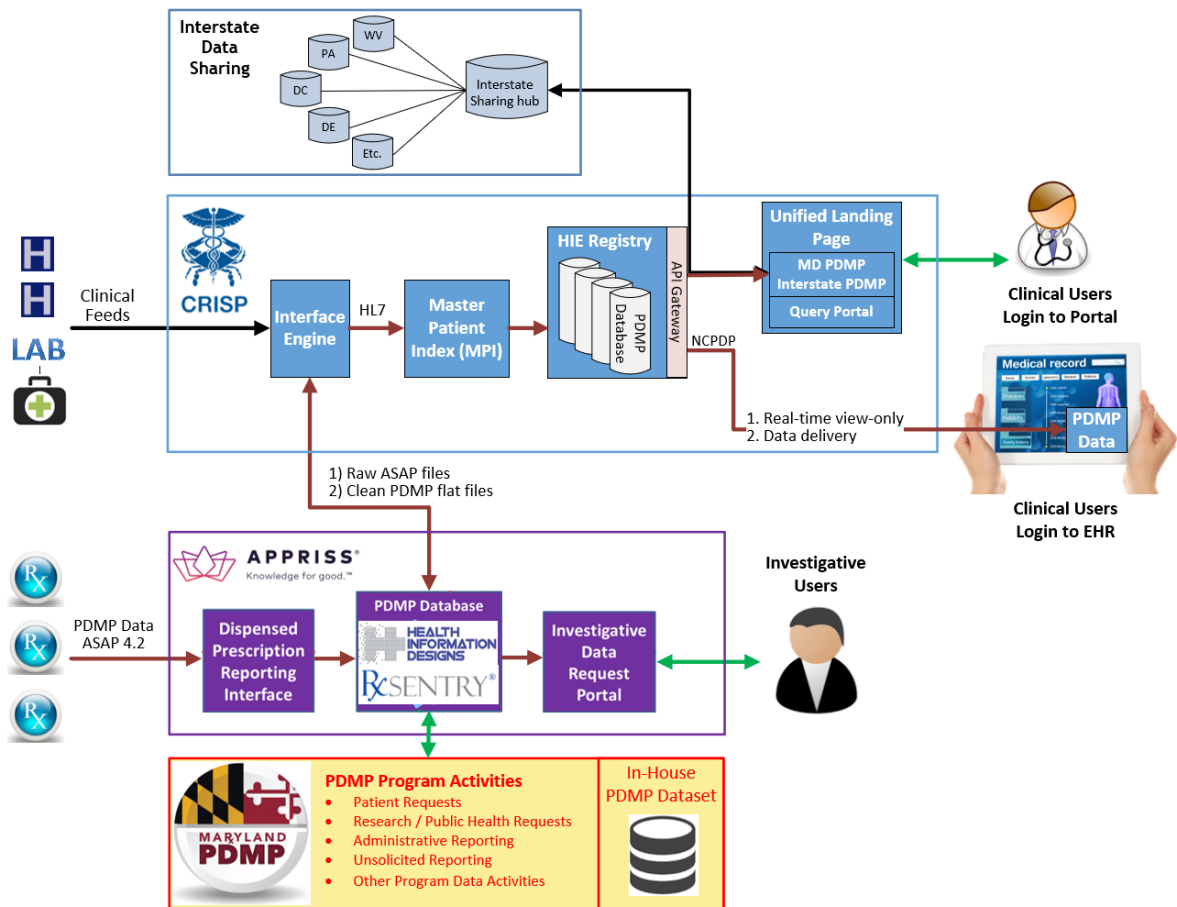 Interstate
Data
Sharing
WV
PA
DC
DE
Etc.
Interstate
Sharing hub
CRISP
H
H
LAB
Clinical
Feeds
Interface
Engine
HL7
Master
Patient
Index (MPI)
HIE Registry
PDMP
Database
API Gateway
NCPDP
Unified Landing
Page
MD PDMP
Interstate PDMP
Query Portal
Clinical Users
Login to Portal
1. Real-time view-only
2. Data delivery
Medical record
Diseases
PDMP
Data
Clinical Users
Login to EHR
1) Raw ASAP files
2) Clean PDMP flat files
APPRISS®
Knowledge for good.™
Rx
Rx
Rx
PDMP Data
ASAP 4.2
Dispensed
Prescription
Reporting
Interface
PDMP Database
HEALTH
INFORMATION
DESIGNS
RxSENTRY®
Investigative
Data
Request
Portal
Investigative
Users
MARYLAND
Rx
PDMP
PDMP Program Activities
• Patient Requests
• Research / Public Health Requests
• Administrative Reporting
• Unsolicited Reporting
• Other Program Data Activities
In-House
PDMP Dataset